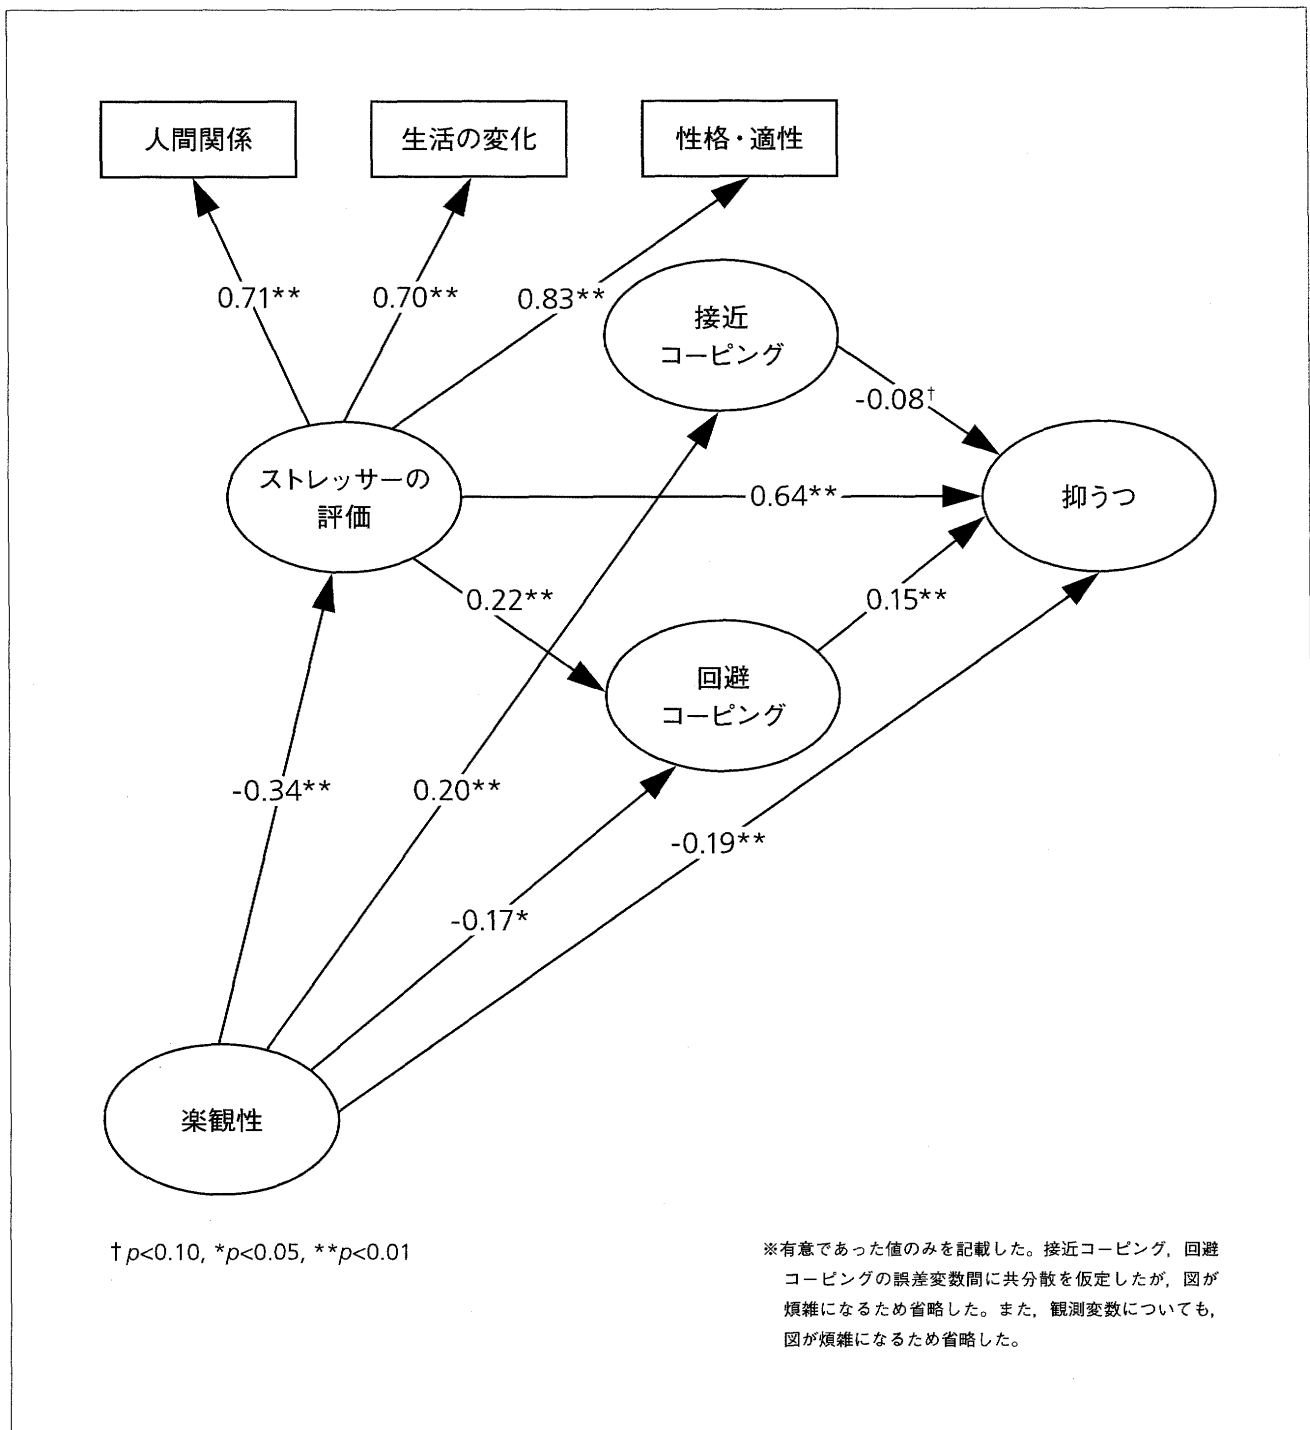 人間関係
生活の変化
性格・適性
0.71**
0.70**
0.83**
接近
コーピング
-0.08†
ストレッサーの
評価
0.64**
抑うつ
0.22**
0.15**
回避
コーピング
-0.34**
0.20**
-0.19**
-0.17*
楽観性
†p<0.10, *p<0.05, **p<0.01
※有意であった値のみを記載した。接近コーピング，回避
コーピングの誤差変数間に共分散を仮定したが，図が
煩雑になるため省略した。また，観測変数についても，
図が煩雑になるため省略した。